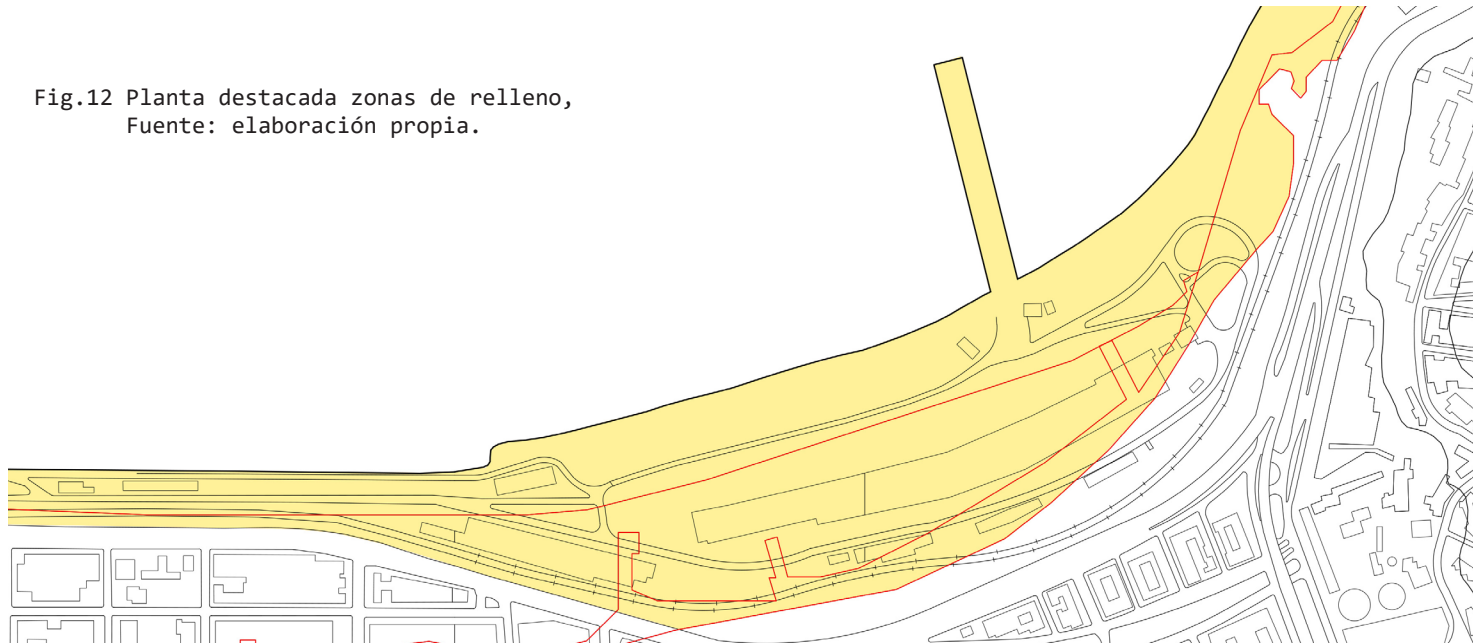 Fig.12 Planta destacada zonas de relleno,
Fuente: elaboración propia.